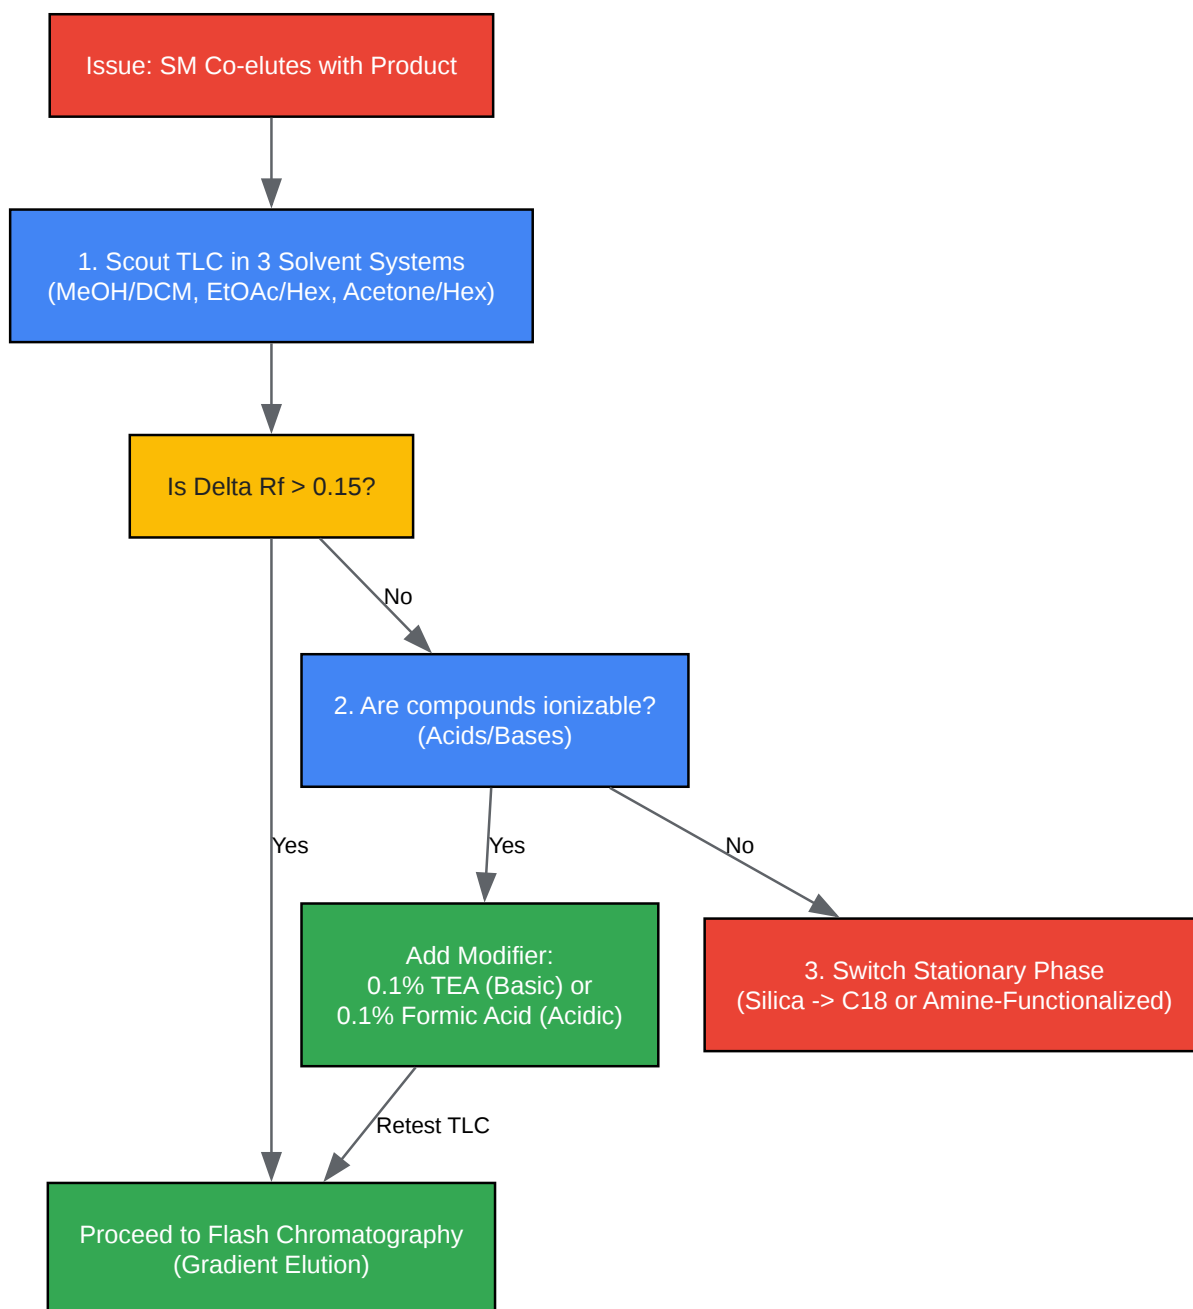 Issue: SM Co-elutes with Product
1. Scout TLC in 3 Solvent Systems
(MeOH/DCM, EtOAc/Hex, Acetone/Hex)
Is Delta Rf > 0.15?
No
2. Are compounds ionizable?
(Acids/Bases)
Yes
Yes
No
Add Modifier:
0.1% TEA (Basic) or
0.1% Formic Acid (Acidic)
3. Switch Stationary Phase
(Silica -> C18 or Amine-Functionalized)
Retest TLC
Proceed to Flash Chromatography
(Gradient Elution)